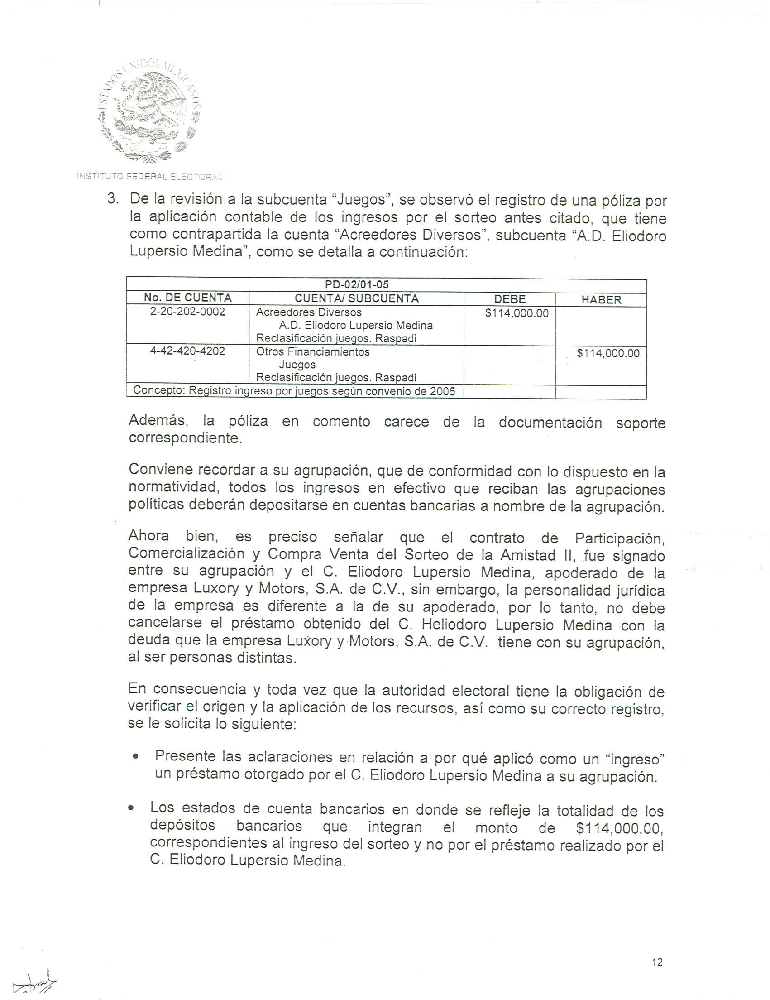 ESTADOS UNIDOS MEXICANOS
INSTITUTO FEDERAL ELECTORAL
3. De la revisión a la subcuenta “Juegos”, se observó el registro de una póliza por
la aplicación contable de los ingresos por el sorteo antes citado, que tiene
como contrapartida la cuenta “Acreedores Diversos”, subcuenta “A.D. Eliodoro
Lupersio Medina”, como se detalla a continuación:
PD-02/01-05
No. DE CUENTA CUENTA/ SUBCUENTA DEBE HABER
2-20-202-0002 Acreedores Diversos $114,000.00
A.D. Eliodoro Lupersio Medina
Reclasificación juegos. Raspadi
4-42-420-4202 Otros Financiamientos $114,000.00
Juegos
Reclasificación juegos. Raspadi
Concepto: Registro ingreso por juegos según convenio de 2005
Además, la póliza en comento carece de la documentación soporte
correspondiente.
Conviene recordar a su agrupación, que de conformidad con lo dispuesto en la
normatividad, todos los ingresos en efectivo que reciban las agrupaciones
políticas deberán depositarse en cuentas bancarias a nombre de la agrupación.
Ahora bien, es preciso señalar que el contrato de Participación,
Comercialización y Compra Venta del Sorteo de la Amistad II, fue signado
entre su agrupación y el C. Eliodoro Lupersio Medina, apoderado de la
empresa Luxory y Motors, S.A. de C.V., sin embargo, la personalidad jurídica
de la empresa es diferente a la de su apoderado, por lo tanto, no debe
cancelarse el préstamo obtenido del C. Heliodoro Lupersio Medina con la
deuda que la empresa Luxory y Motors, S.A. de C.V. tiene con su agrupación,
al ser personas distintas.
En consecuencia y toda vez que la autoridad electoral tiene la obligación de
verificar el origen y la aplicación de los recursos, así como su correcto registro,
se le solicita lo siguiente:
• Presente las aclaraciones en relación a por qué aplicó como un “ingreso”
un préstamo otorgado por el C. Eliodoro Lupersio Medina a su agrupación.
• Los estados de cuenta bancarios en donde se refleje la totalidad de los
depósitos bancarios que integran el monto de $114,000.00,
correspondientes al ingreso del sorteo y no por el préstamo realizado por el
C. Eliodoro Lupersio Medina.
12